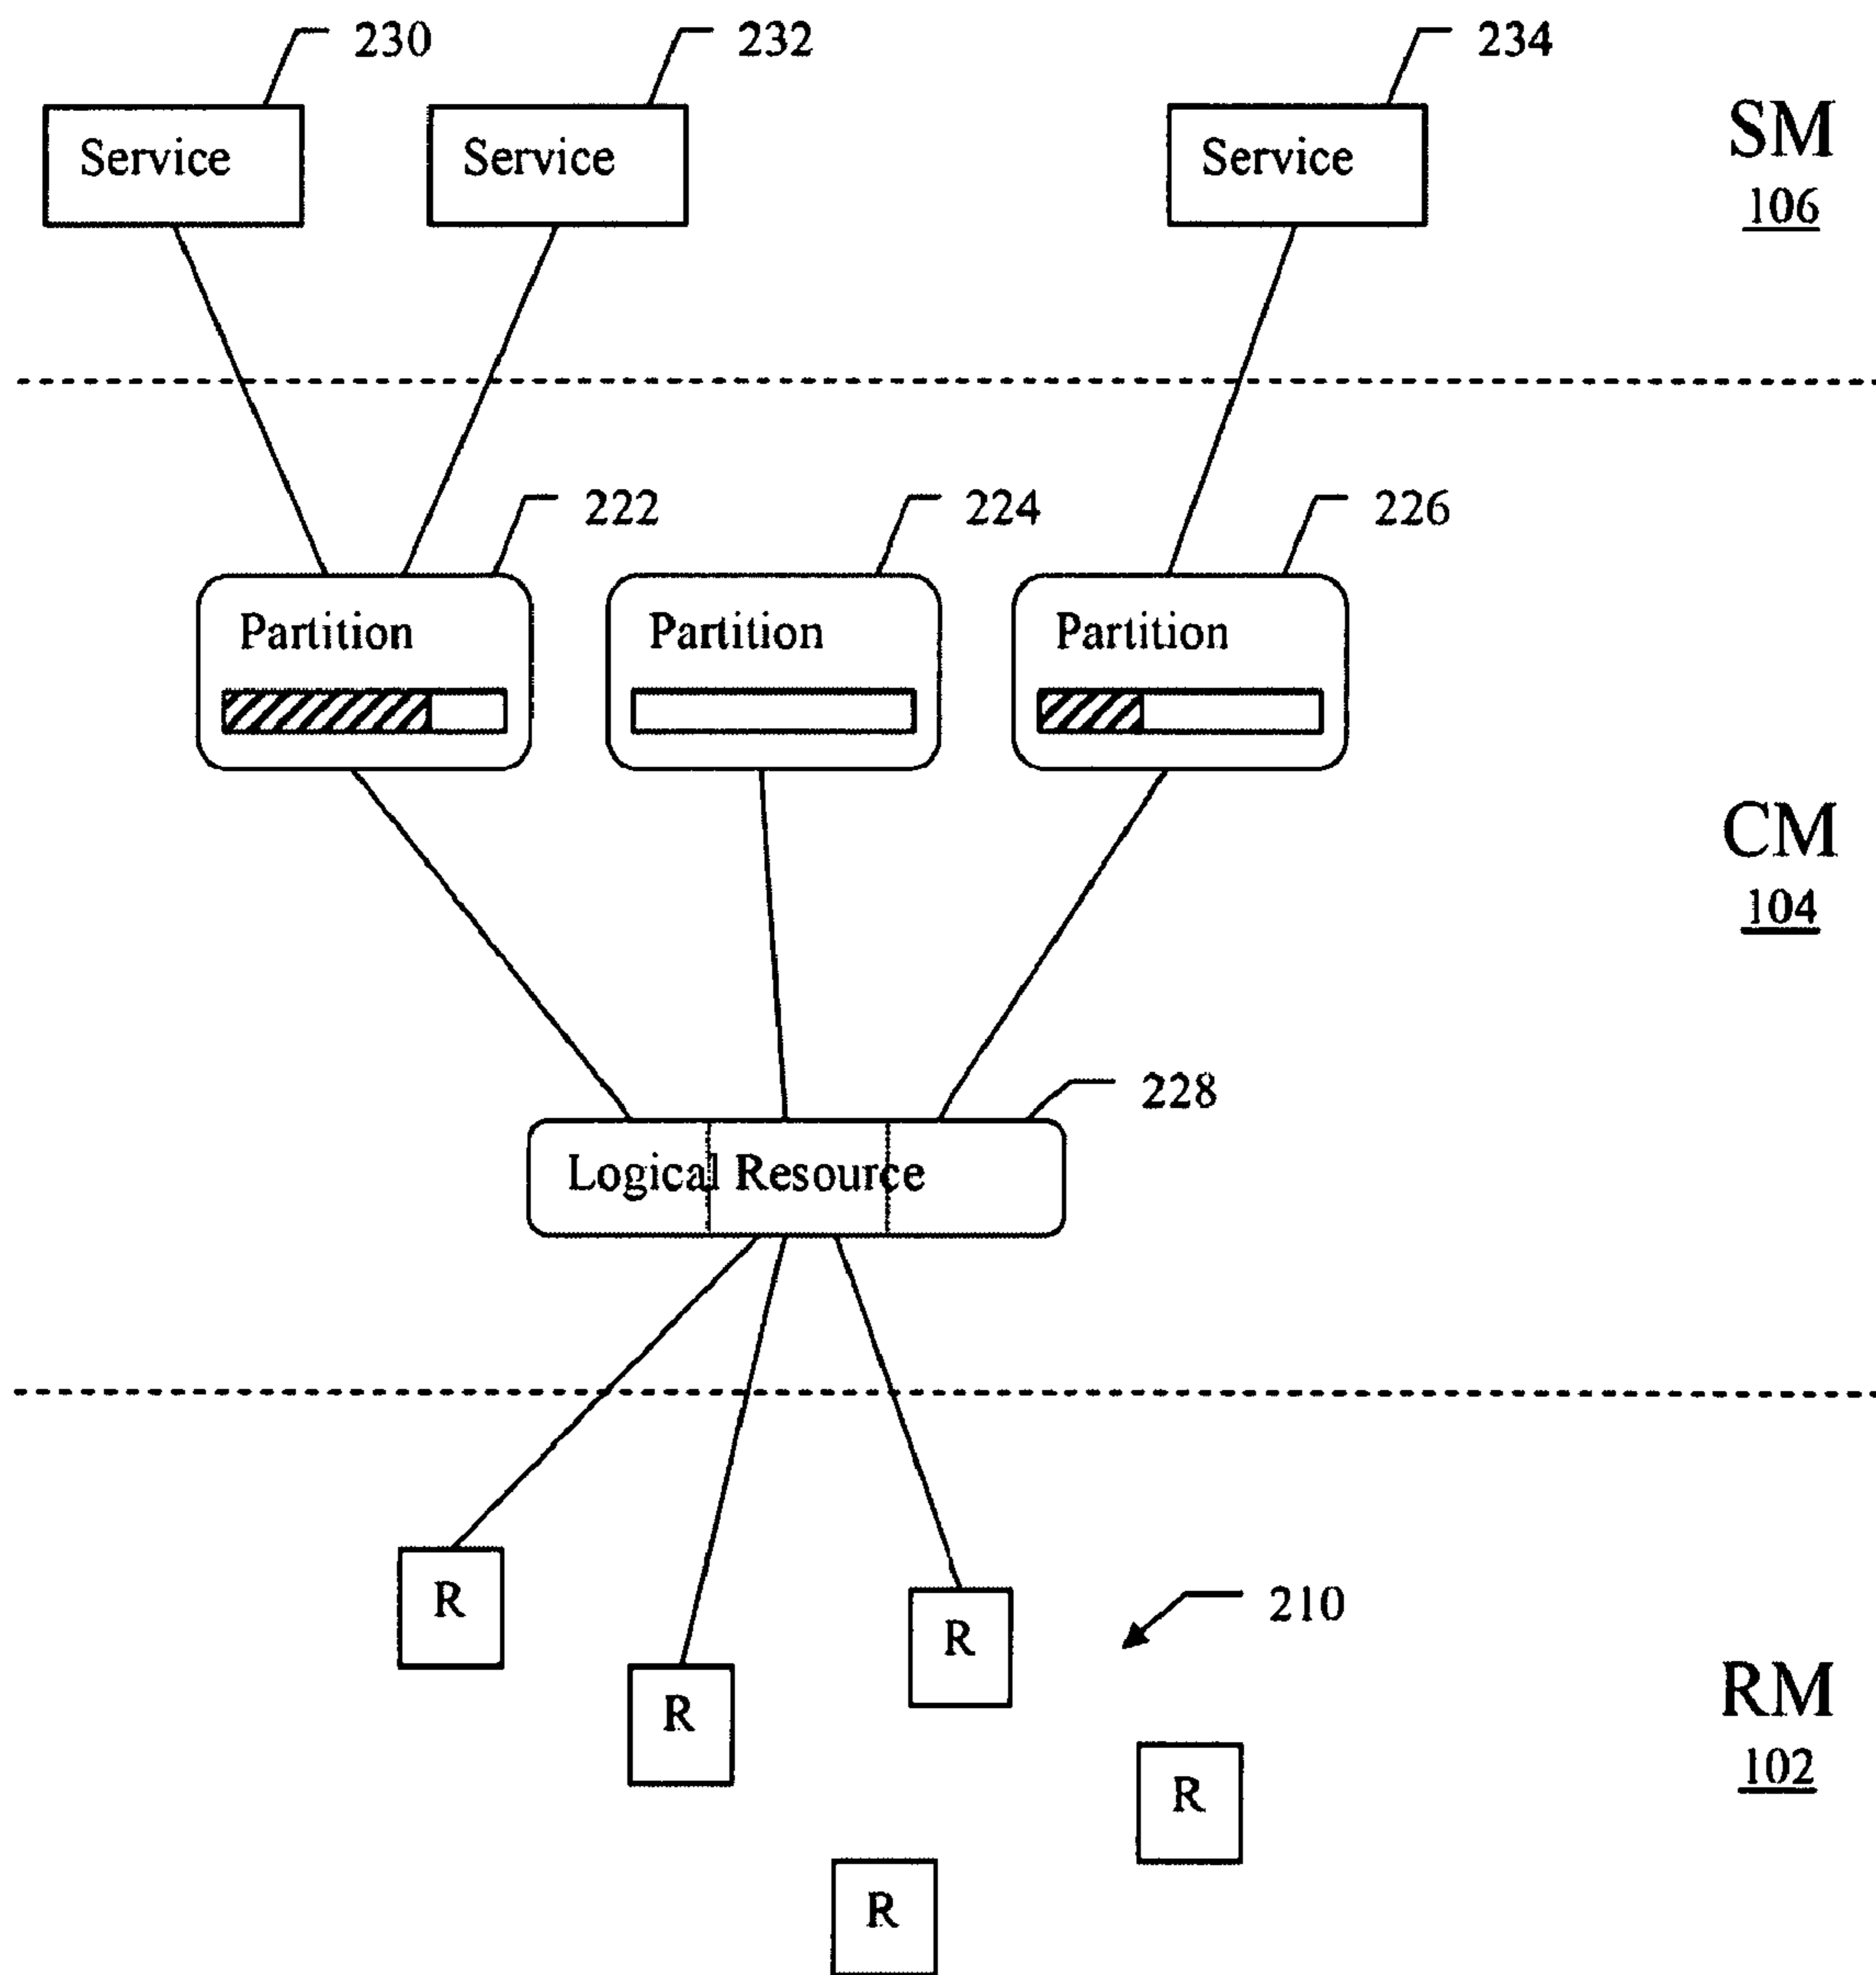 230
232
234
Service
Service
Service
SM
106
222
224
226
Partition
Partition
Partition
CM
104
228
Logical Resource
R
R
R
210
RM
102
R
R